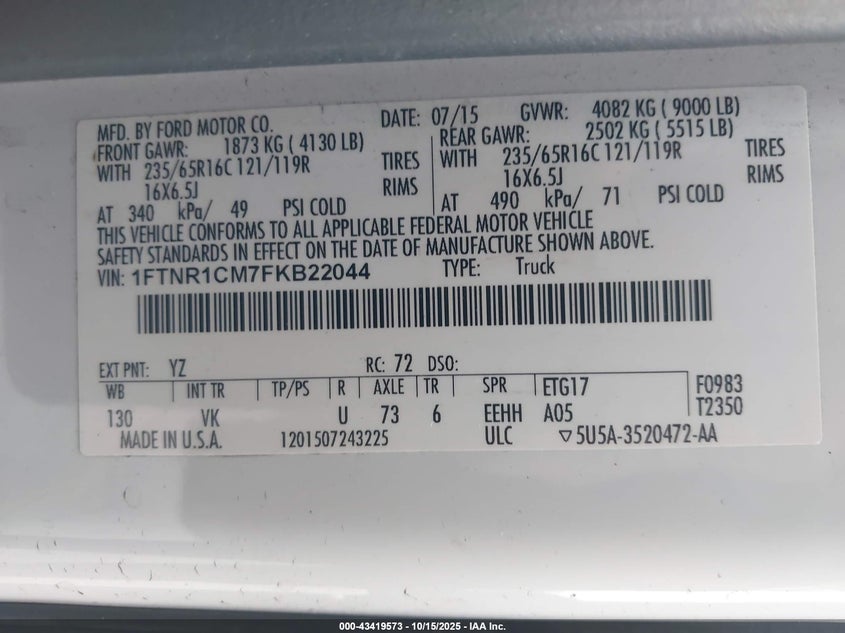 MFD. BY FORD MOTOR CO.
DATE: 07/15 GVWR: 4082 KG ( 9000 LB)
FRONT GAWR: 1873 KG ( 4130 LB)
WITH 235/65R16C 121/119R TIRES
16X6.5J RIMS
AT 340 kPa/ 49 PSI COLD
REAR GAWR: 2502 KG ( 5515 LB)
WITH 235/65R16C 121/119R TIRES
16X6.5J RIMS
AT 490 kPa/ 71 PSI COLD
THIS VEHICLE CONFORMS TO ALL APPLICABLE FEDERAL MOTOR VEHICLE
SAFETY STANDARDS IN EFFECT ON THE DATE OF MANUFACTURE SHOWN ABOVE.
VIN: 1FTNR1CM7FKB22044 TYPE: Truck
EXT PNT: YZ RC: 72 DSO:
WB INT TR TP/PS R AXLE TR SPR ETG17 F0983
130 VK U 73 6 EEHH A05 T2350
MADE IN U.S.A. 1201507243225 ULC ▽5U5A-3520472-AA
000-43419573 - 10/15/2025 - IAA Inc.